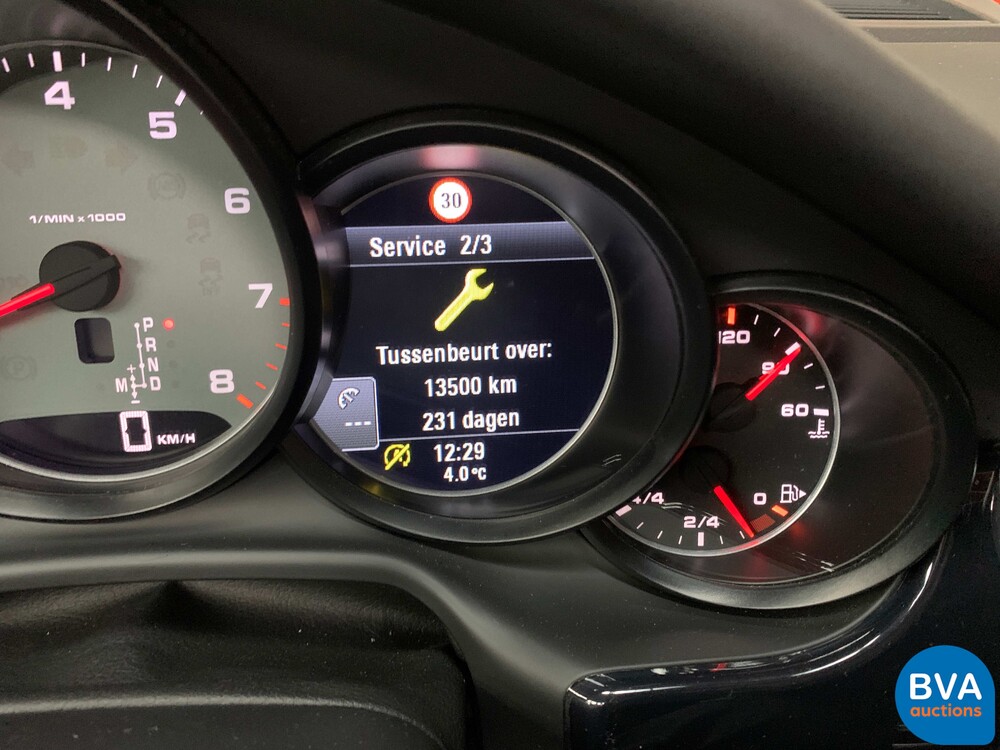 4
5
6
7
8
1/MIN x 1000
P
R
N
M D
0 KM/H
30
Service 2/3
Tussenbeurt over:
13500 km
231 dagen
---
12:29
4.0°C
120
90
60
4/4
2/4
0
BVA
auctions